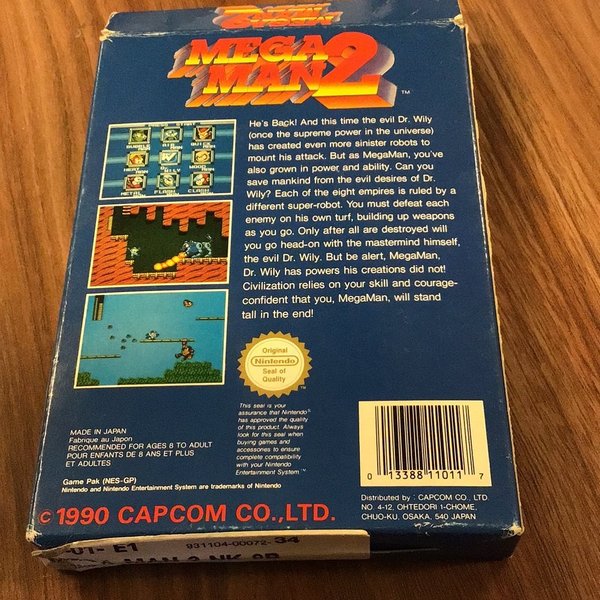 MEGA
MAN 2
TM
He's Back! And this time the evil Dr. Wily
(once the supreme power in the universe)
has created even more sinister robots to
mount his attack. But as MegaMan, you've
also grown in power and ability. Can you
save mankind from the evil desires of Dr.
Wily? Each of the eight empires is ruled by a
different super-robot. You must defeat each
enemy on his own turf, building up weapons
as you go. Only after all are destroyed will
you go head-on with the mastermind himself,
the evil Dr. Wily. But be alert, MegaMan,
Dr. Wily has powers his creations did not!
Civilization relies on your skill and courage-
confident that you, MegaMan, will stand
tall in the end!
Original
Nintendo
Seal of
Quality
This seal is your
assurance that Nintendo®
has approved the quality
of this product. Always
look for this seal when
buying games and
accessories to ensure
complete compatibility
with your Nintendo
Entertainment System.™
MADE IN JAPAN
Fabrique au Japon
RECOMMENDED FOR AGES 8 TO ADULT
POUR ENFANTS DE 8 ANS ET PLUS
ET ADULTES
Game Pak (NES-GP)
Nintendo and Nintendo Entertainment System are trademarks of Nintendo
0 13388 11011 7
Distributed by : CAPCOM CO., LTD.
NO. 4-12, OHTEDORI 1-CHOME,
CHUO-KU, OSAKA, 540 JAPAN
© 1990 CAPCOM CO., LTD.
E1 931104-00072-34